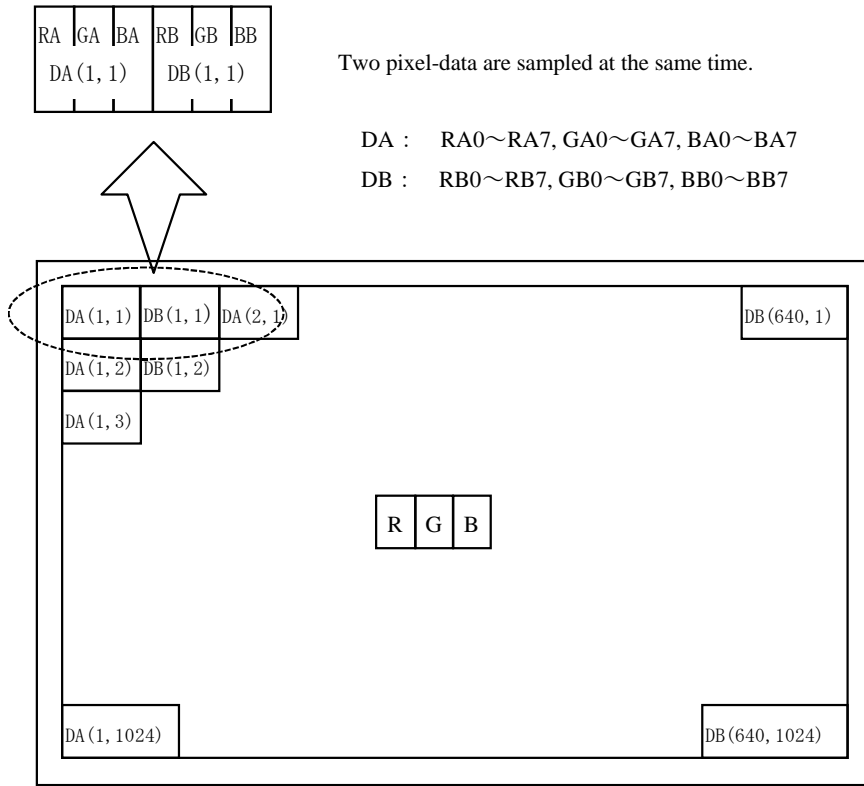 RA GA BA RB GB BB
DA(1,1) DB(1,1)
Two pixel-data are sampled at the same time.
DA : RA0～RA7, GA0～GA7, BA0～BA7
DB : RB0～RB7, GB0～GB7, BB0～BB7
DA(1,1) DB(1,1) DA(2,1) DB(640,1)
DA(1,2) DB(1,2)
DA(1,3)
R G B
DA(1,1024) DB(640,1024)